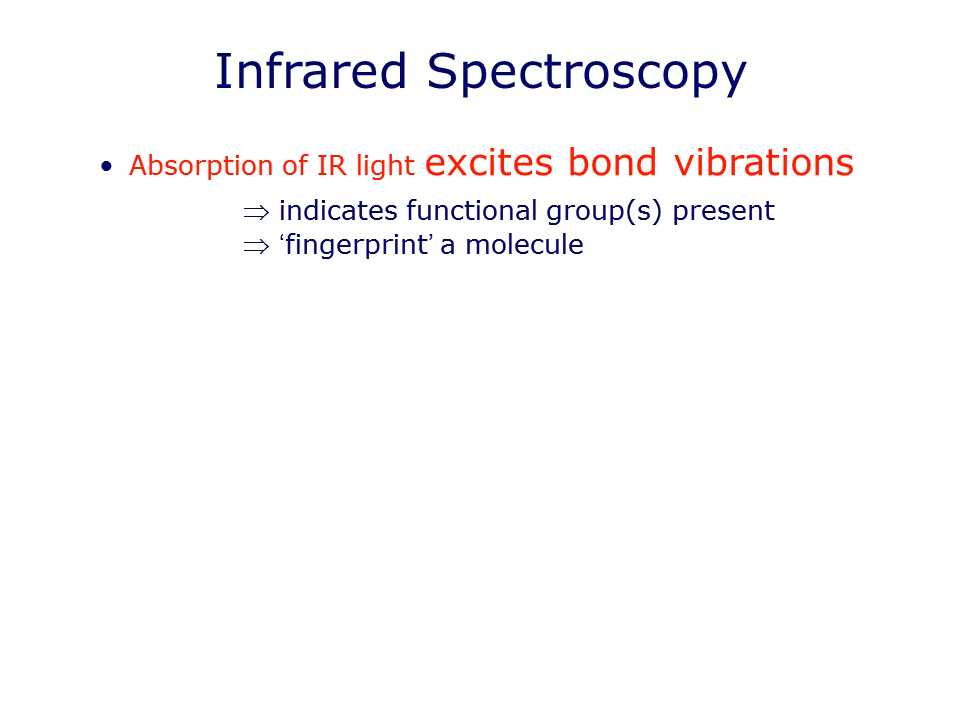 Infrared Spectroscopy
• Absorption of IR light excites bond vibrations
⇒ indicates functional group(s) present
⇒ ‘fingerprint’ a molecule